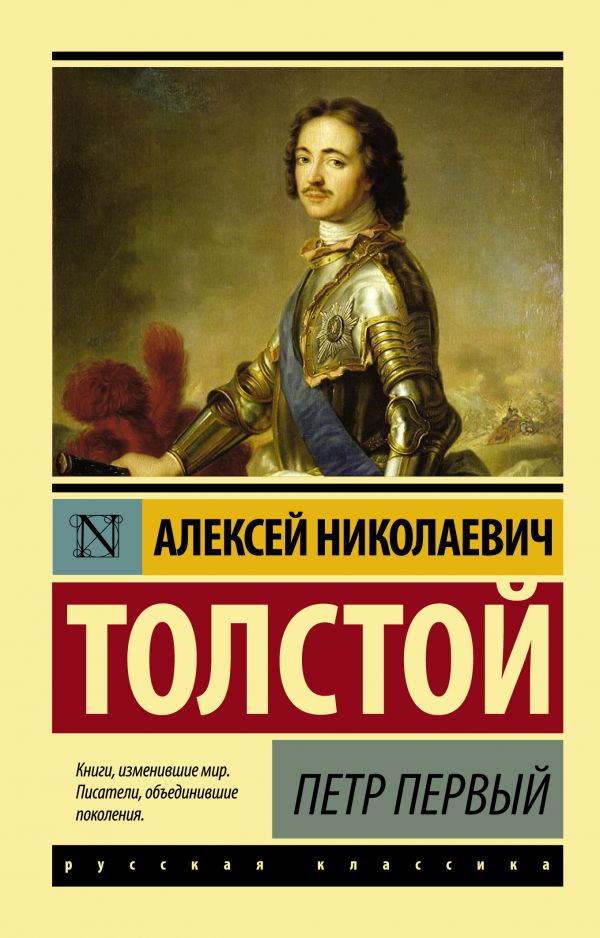 N
АЛЕКСЕЙ НИКОЛАЕВИЧ
ТОЛСТОЙ
Книги, изменившие мир.
Писатели, объединившие
поколения.
ПЕТР ПЕРВЫЙ
русская классика